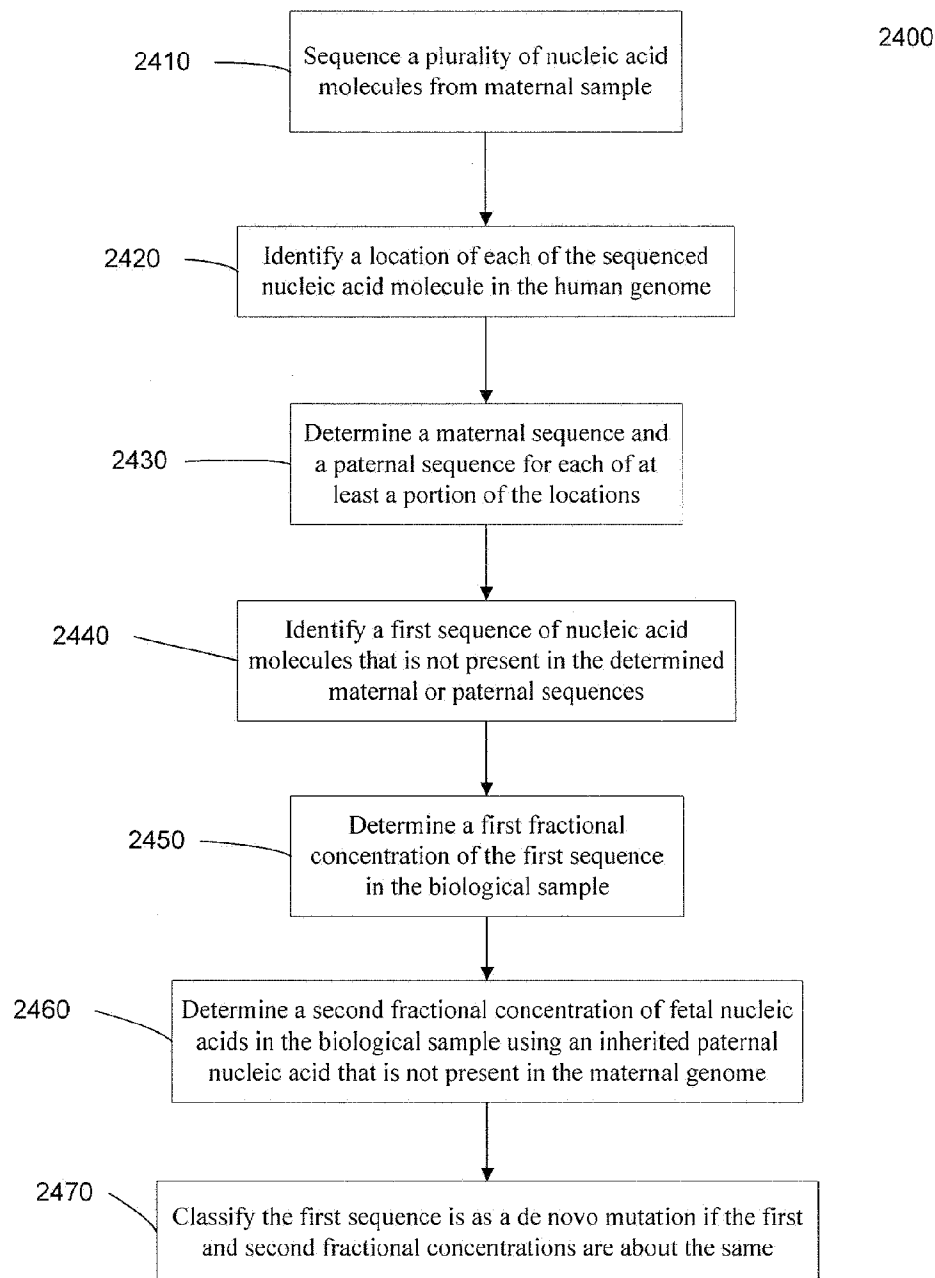 2400
2410
Sequence a plurality of nucleic acid
molecules from maternal sample
2420
Identify a location of each of the sequenced
nucleic acid molecule in the human genome
2430
Determine a maternal sequence and
a paternal sequence for each of at
least a portion of the locations
2440
Identify a first sequence of nucleic acid
molecules that is not present in the determined
maternal or paternal sequences
2450
Determine a first fractional
concentration of the first sequence
in the biological sample
2460
Determine a second fractional concentration of fetal nucleic
acids in the biological sample using an inherited paternal
nucleic acid that is not present in the maternal genome
2470
Classify the first sequence is as a de novo mutation if the first
and second fractional concentrations are about the same